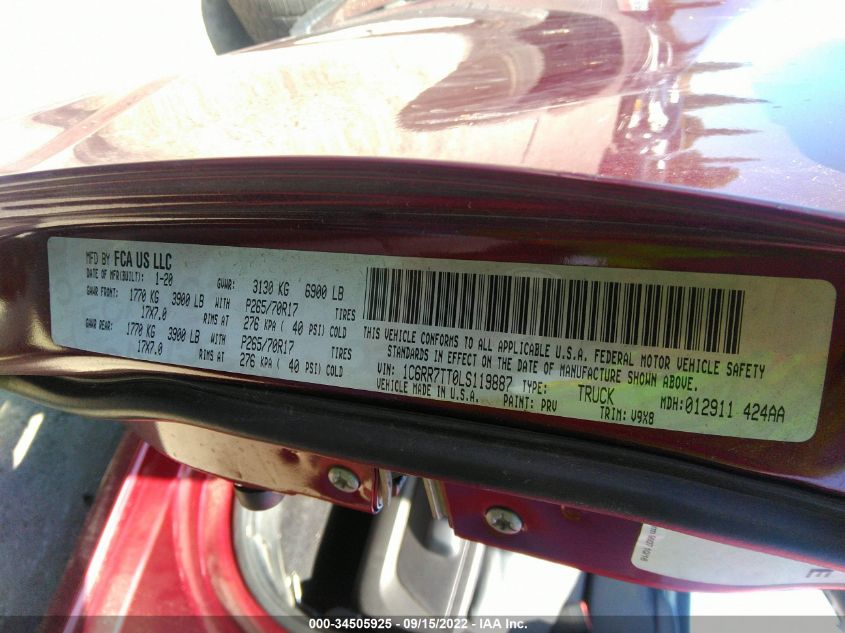 MFD BY FCA US LLC
DATE OF MFR(BUILT): 1-20 GVWR: 3130 KG 6900 LB
GAWR FRONT: 1770 KG 3900 LB WITH P265/70R17 TIRES
17X7.0 RIMS AT 276 KPA ( 40 PSI) COLD
GAWR REAR: 1770 KG 3900 LB WITH P265/70R17 TIRES
17X7.0 RIMS AT 276 KPA ( 40 PSI) COLD
THIS VEHICLE CONFORMS TO ALL APPLICABLE U.S.A. FEDERAL MOTOR VEHICLE SAFETY
STANDARDS IN EFFECT ON THE DATE OF MANUFACTURE SHOWN ABOVE.
VIN: 1C6RR7TT0LS119887 TYPE: TRUCK MDH:012911 424AA
VEHICLE MADE IN U.S.A. PAINT: PRV TRIM: V9X8
E
000-34505925 - 09/15/2022 - IAA Inc.